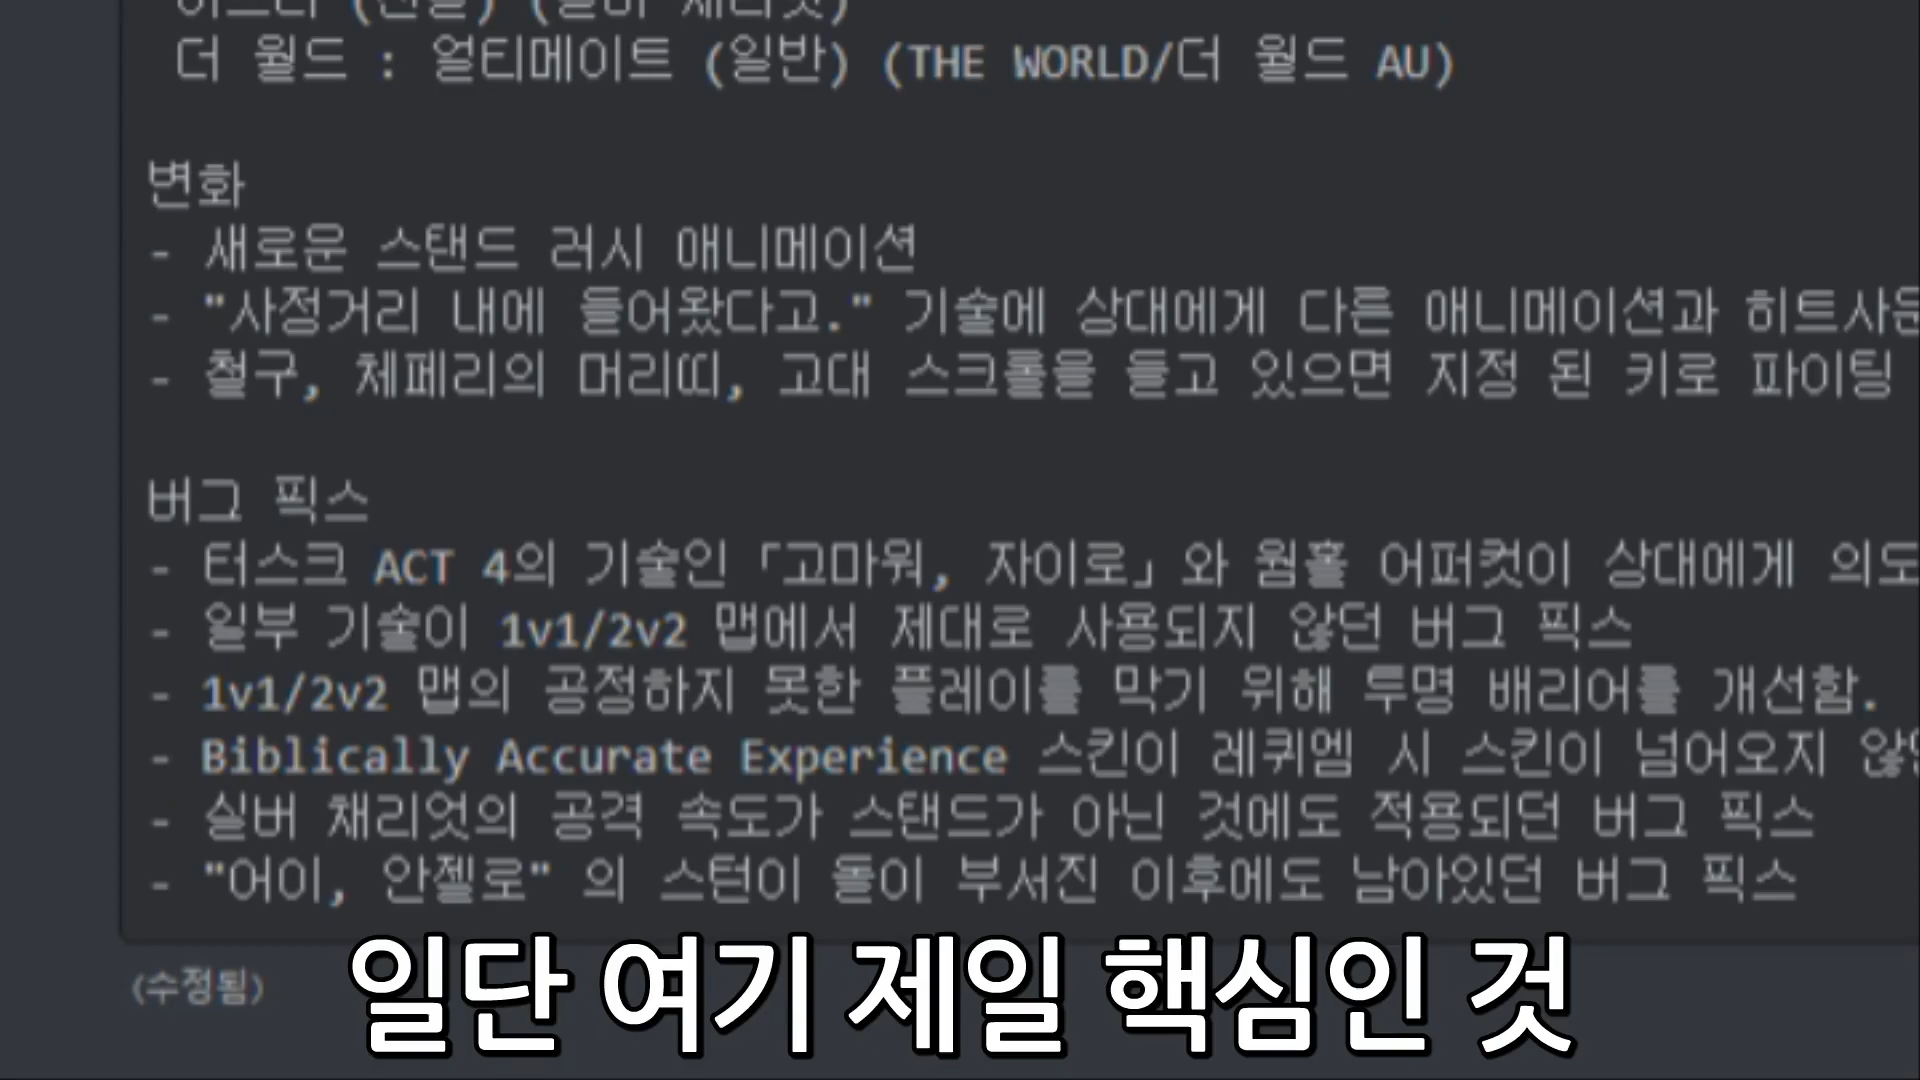 더 월드 : 얼티메이트 (일반) (THE WORLD/더 월드 AU)
변화
- 새로운 스탠드 러시 애니메이션
- "사정거리 내에 들어왔다고." 기술에 상대에게 다른 애니메이션과 히트사운
- 철구, 체페리의 머리띠, 고대 스크롤을 들고 있으면 지정 된 키로 파이팅
버그 픽스
- 터스크 ACT 4의 기술인 「고마워, 자이로」와 웜홀 어퍼컷이 상대에게 의도
- 일부 기술이 1v1/2v2 맵에서 제대로 사용되지 않던 버그 픽스
- 1v1/2v2 맵의 공정하지 못한 플레이를 막기 위해 투명 배리어를 개선함.
- Biblically Accurate Experience 스킨이 레퀴엠 시 스킨이 넘어오지 않
- 실버 채리엇의 공격 속도가 스탠드가 아닌 것에도 적용되던 버그 픽스
- "어이, 안젤로" 의 스턴이 돌이 부서진 이후에도 남아있던 버그 픽스
(수정됨)
일단 여기 제일 핵심인 것